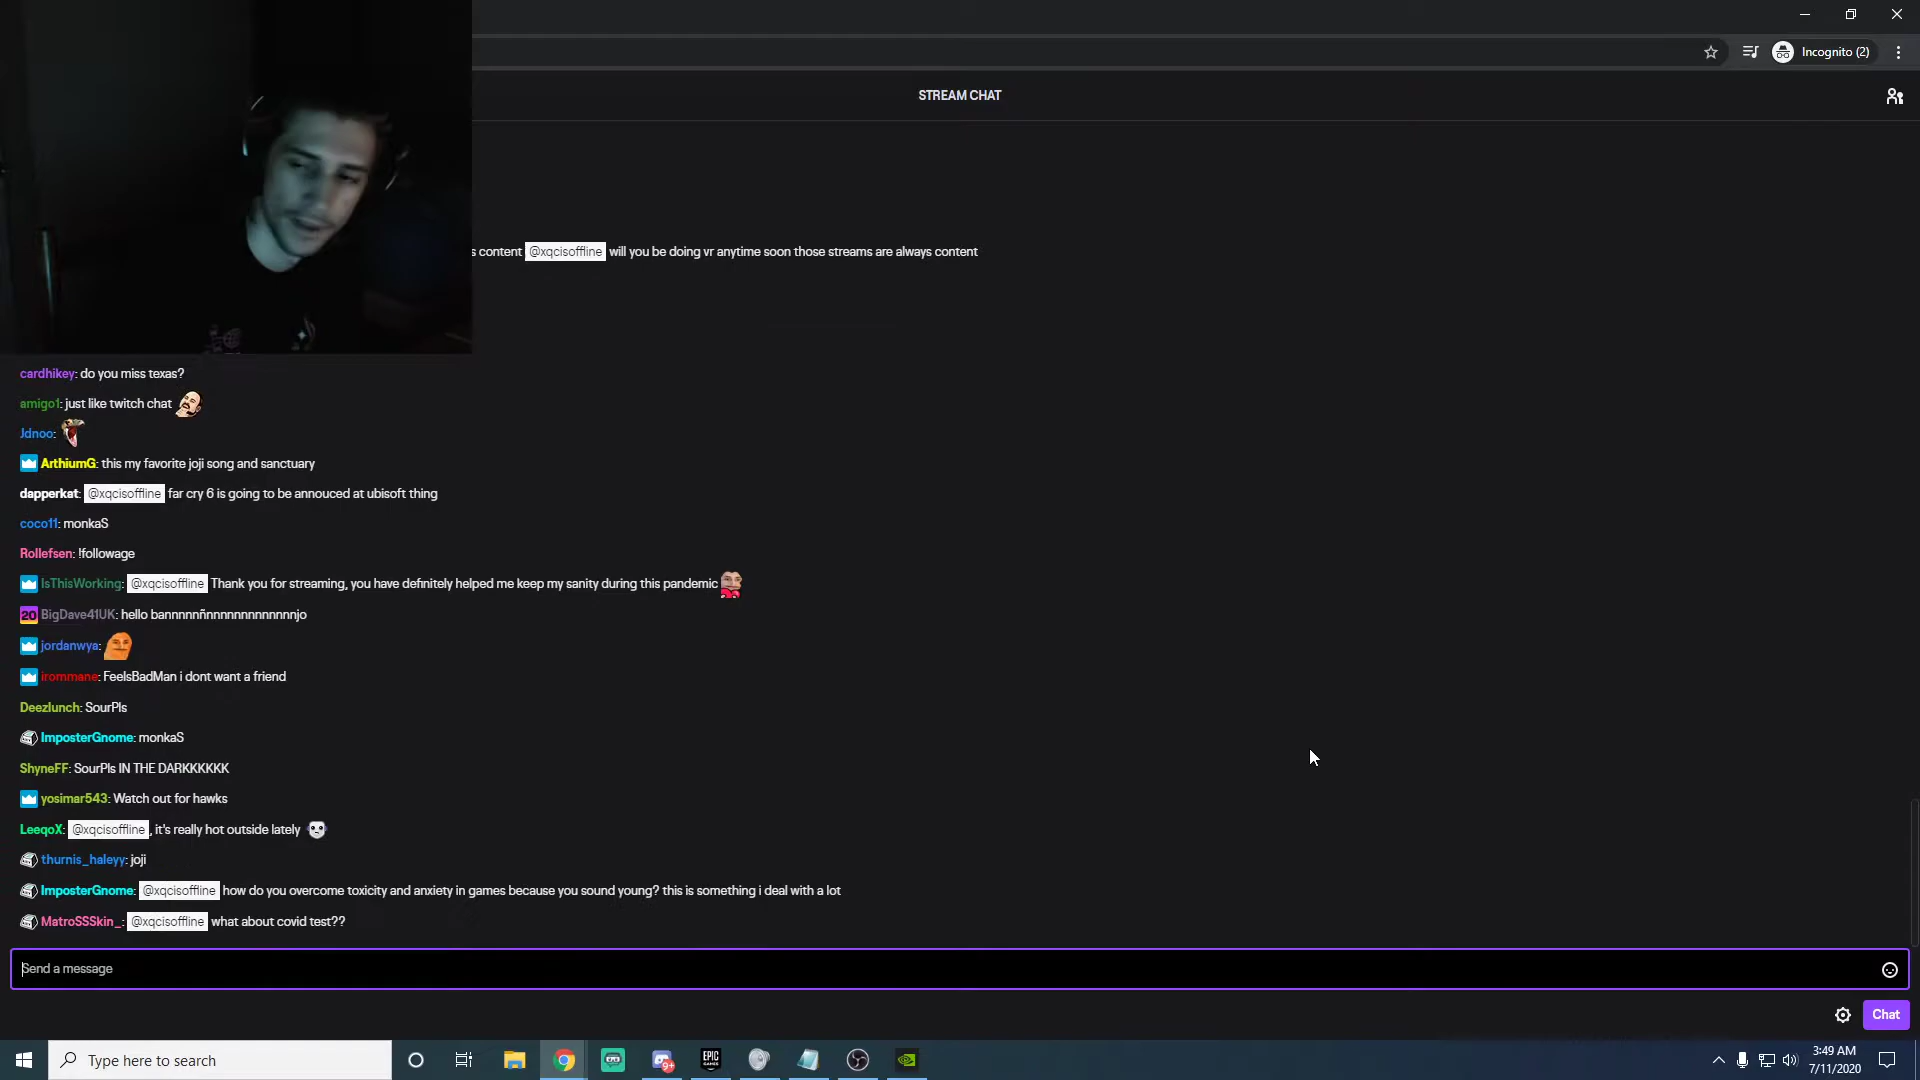 Incognito (2)
STREAM CHAT
s content @xqcisoffline will you be doing vr anytime soon those streams are always content
cardhikey: do you miss texas?
amigo1: just like twitch chat
Jdnoo:
ArthiumG: this my favorite joji song and sanctuary
dapperkat: @xqcisoffline far cry 6 is going to be annouced at ubisoft thing
coco11: monkaS
Rollefsen: !followage
IsThisWorking: @xqcisoffline Thank you for streaming, you have definitely helped me keep my sanity during this pandemic
20 BigDave41UK: hello bannnnnñnnnnnnnnnnnnnjo
jordanwya:
irommane: FeelsBadMan i dont want a friend
Deezlunch: SourPls
ImposterGnome: monkaS
ShyneFF: SourPls IN THE DARKKKKKK
yosimar543: Watch out for hawks
LeeqoX: @xqcisoffline, it's really hot outside lately
thurnis_haleyy: joji
ImposterGnome: @xqcisoffline how do you overcome toxicity and anxiety in games because you sound young? this is something i deal with a lot
MatroSSSkin_: @xqcisoffline what about covid test??
Send a message
Chat
Type here to search
9+
EPIC
GAMES
3:49 AM
7/11/2020